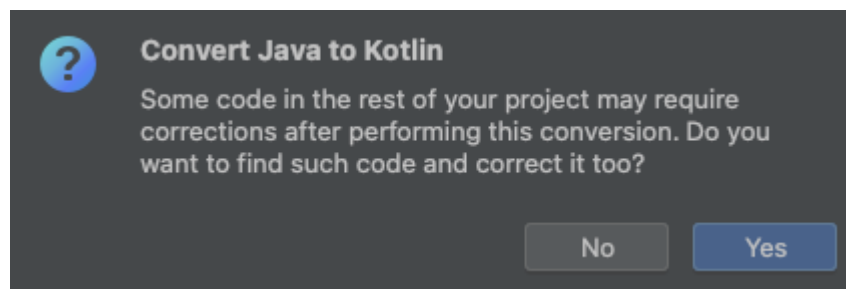 ?
Convert Java to Kotlin
Some code in the rest of your project may require
corrections after performing this conversion. Do you
want to find such code and correct it too?
No
Yes